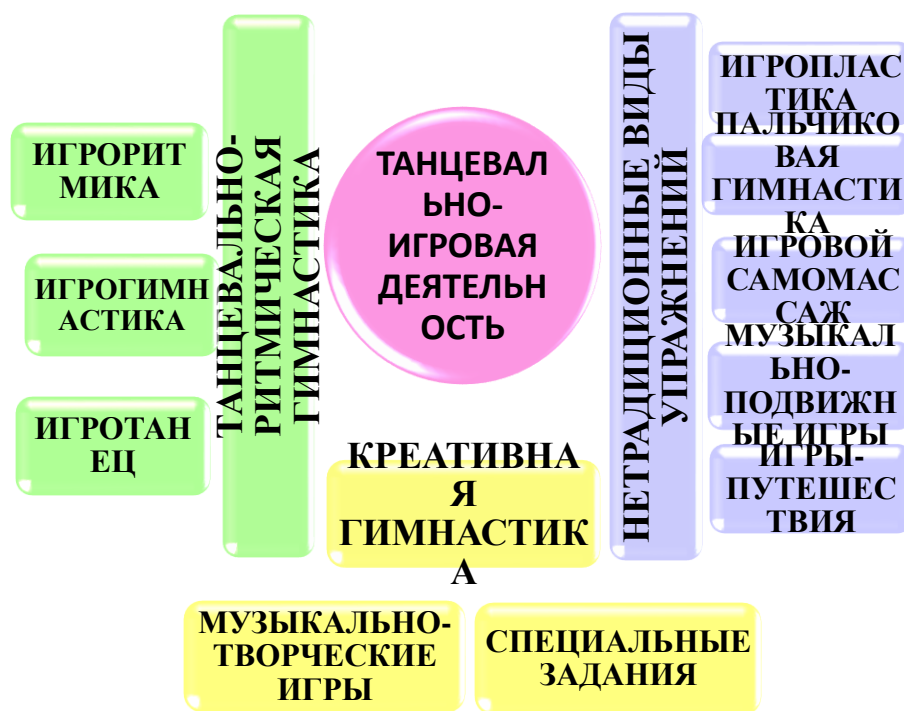 ИГРОРИТ
МИКА
ИГРОГИМН
АСТИКА
ИГРОТАН
ЕЦ
ТАНЦЕВАЛЬНО-
РИТМИЧЕСКАЯ
ГИМНАСТИКА
ТАНЦЕВАЛ
ЬНО-
ИГРОВАЯ
ДЕЯТЕЛЬН
ОСТЬ
НЕТРАДИЦИОННЫЕ ВИДЫ
УПРАЖНЕНИЙ
ИГРОПЛАС
ТИКА
ПАЛЬЧИКО
ВАЯ
ГИМНАСТИ
КА
ИГРОВОЙ
САМОМАС
САЖ
МУЗЫКАЛ
ЬНО-
ПОДВИЖН
ЫЕ ИГРЫ
ИГРЫ-
ПУТЕШЕС
ТВИЯ
КРЕАТИВНА
Я
ГИМНАСТИК
А
МУЗЫКАЛЬНО-
ТВОРЧЕСКИЕ
ИГРЫ
СПЕЦИАЛЬНЫЕ
ЗАДАНИЯ